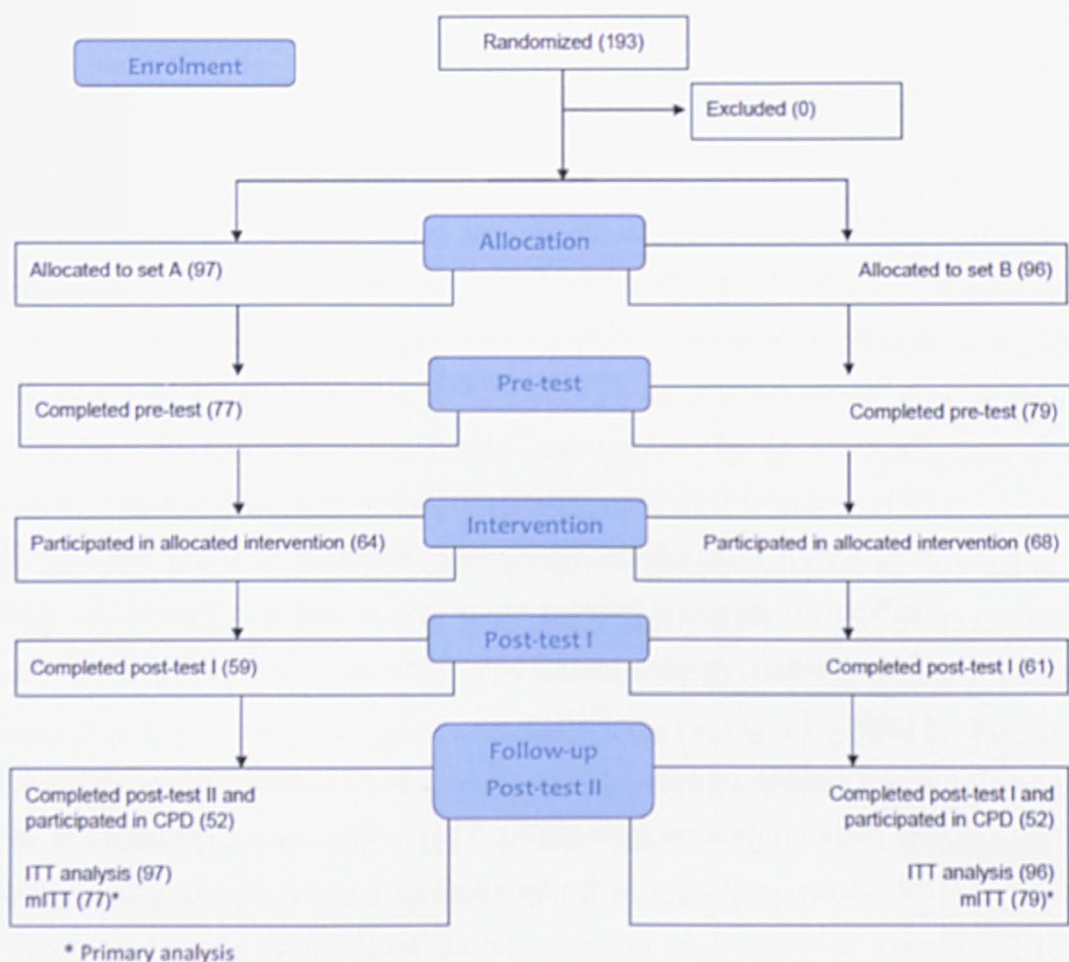 Randomized (193)
Enrolment
Excluded (0)
Allocation
Allocated to set A (97)
Allocated to set B (96)
Pre-test
Completed pre-test (77)
Completed pre-test (79)
Intervention
Participated in allocated intervention (64)
Participated in allocated intervention (68)
Post-test I
Completed post-test I (59)
Completed post-test I (61)
Follow-up
Post-test II
Completed post-test II and
participated in CPD (52)
ITT analysis (97)
mITT (77)*
Completed post-test I and
participated in CPD (52)
ITT analysis (96)
mITT (79)*
* Primary analysis